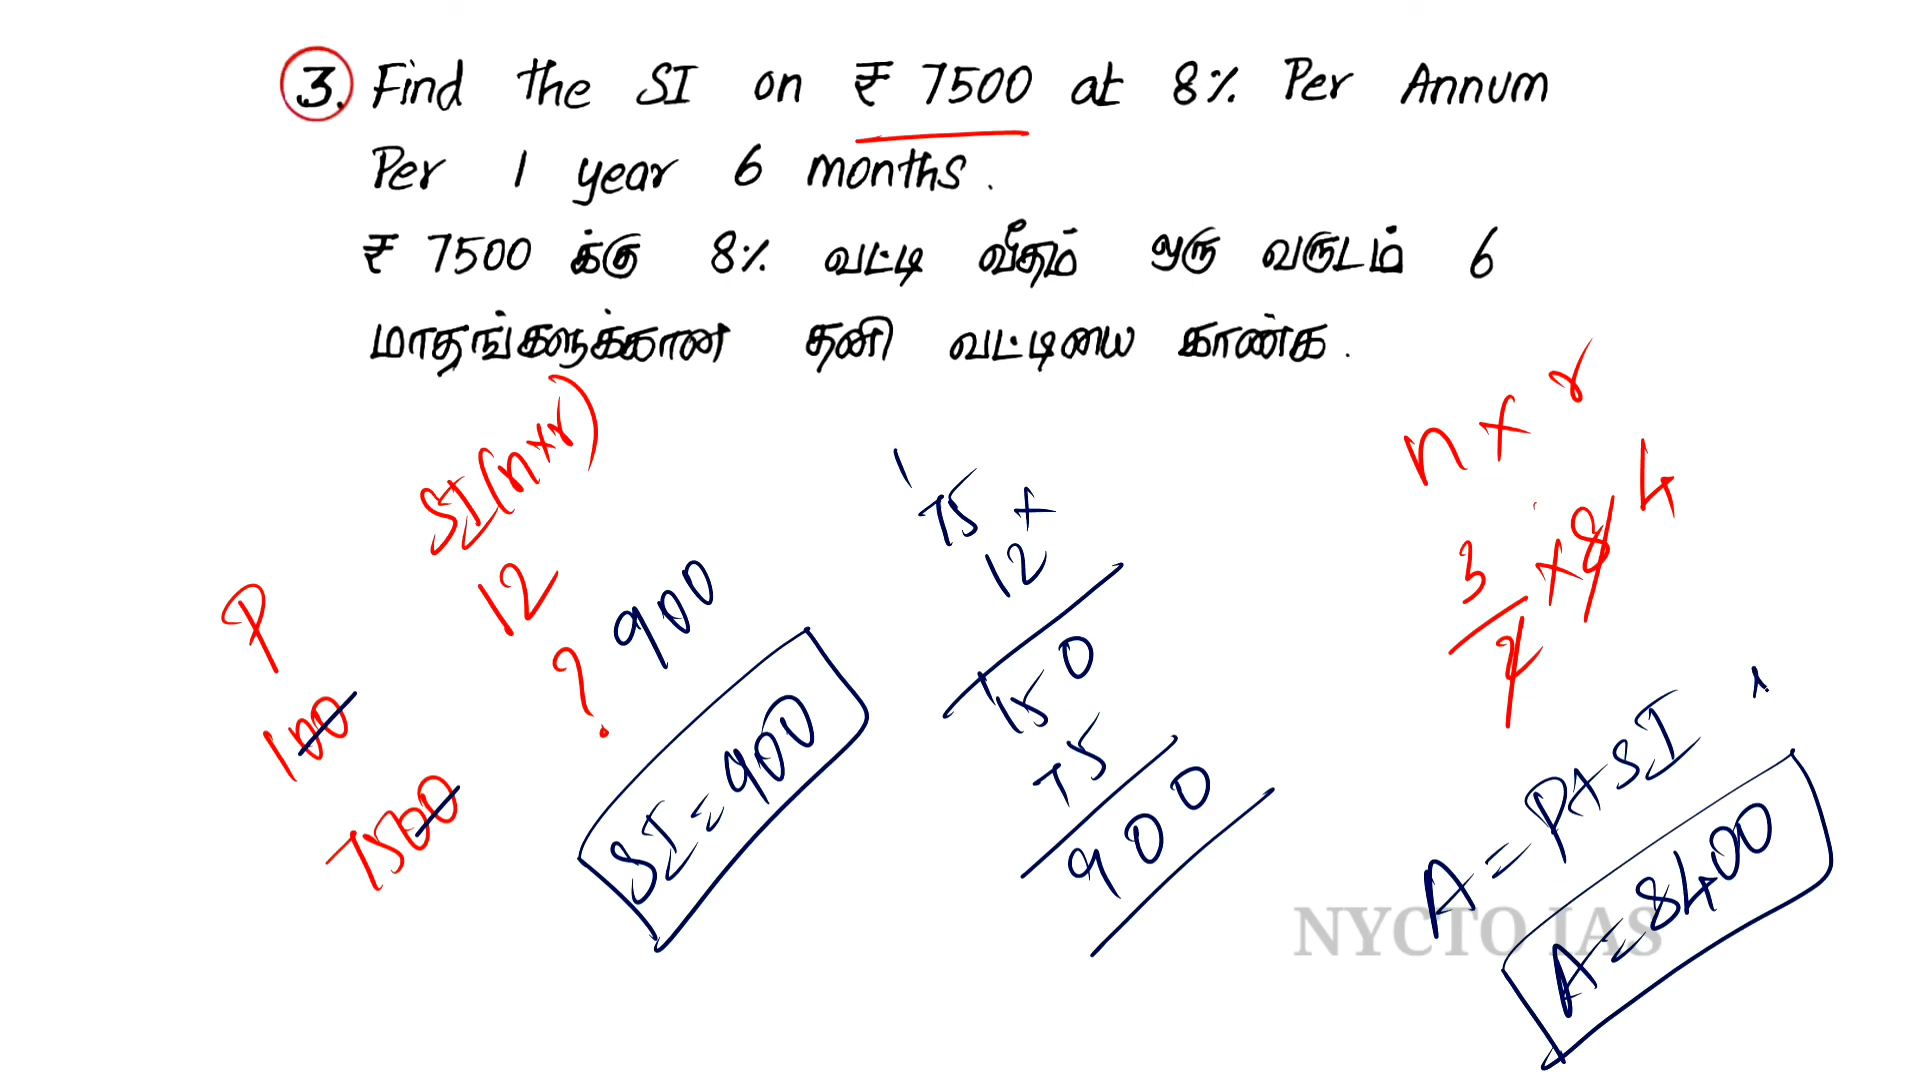 3. Find the SI on ₹ 7500 at 8% Per Annum
Per 1 year 6 months.
₹ 7500 க்கு 8% வட்டி வீதம் ஒரு வருடம் 6
மாதங்களுக்கான தனி வட்டியை காண்க.
P
100
7500
SI(n×r)
12
? 900
SI = 900
1
75 ×
12
150
75
900
n × r
3/2 × 8 4
A = P + SI
A = 8400
NYCTO IAS